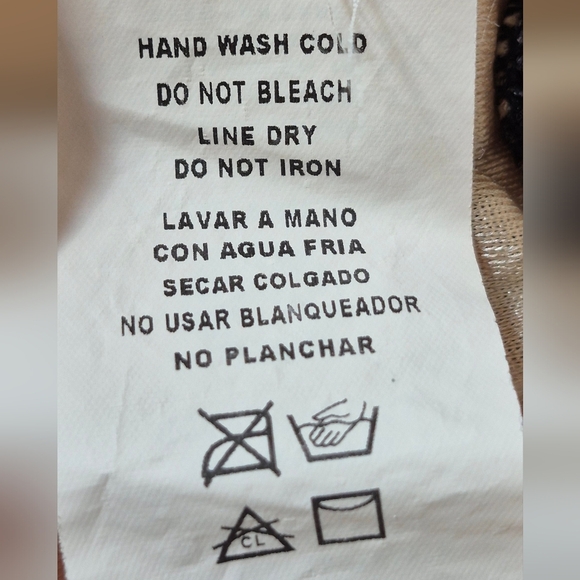 HAND WASH COLD
DO NOT BLEACH
LINE DRY
DO NOT IRON
LAVAR A MANO
CON AGUA FRIA
SECAR COLGADO
NO USAR BLANQUEADOR
NO PLANCHAR
CL